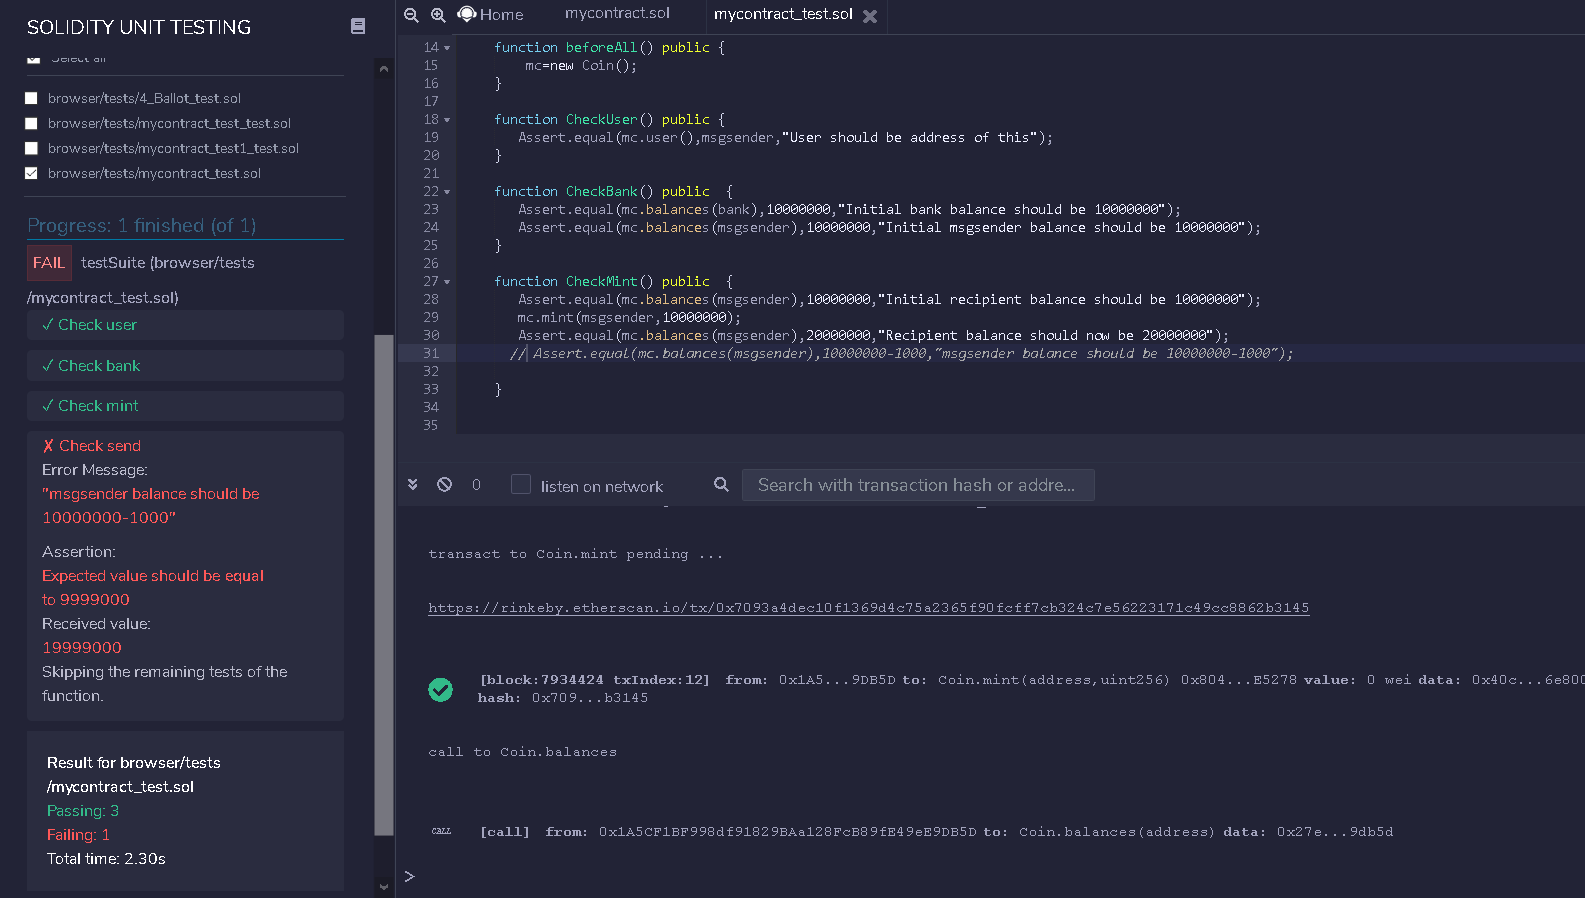 SOLIDITY UNIT TESTING
Select all
browser/tests/4_Ballot_test.sol
browser/tests/mycontract_test_test.sol
browser/tests/mycontract_test1_test.sol
browser/tests/mycontract_test.sol
Progress: 1 finished (of 1)
FAIL testSuite (browser/tests
/mycontract_test.sol)
✓ Check user
✓ Check bank
✓ Check mint
✗ Check send
Error Message:
"msgsender balance should be
10000000-1000"
Assertion:
Expected value should be equal
to 9999000
Received value:
19999000
Skipping the remaining tests of the
function.
Result for browser/tests
/mycontract_test.sol
Passing: 3
Failing: 1
Total time: 2.30s
Home mycontract.sol mycontract_test.sol
14 function beforeAll() public {
15 mc=new Coin();
16 }
17
18 function CheckUser() public {
19 Assert.equal(mc.user(),msgsender,"User should be address of this");
20 }
21
22 function CheckBank() public {
23 Assert.equal(mc.balances(bank),10000000,"Initial bank balance should be 10000000");
24 Assert.equal(mc.balances(msgsender),10000000,"Initial msgsender balance should be 10000000");
25 }
26
27 function CheckMint() public {
28 Assert.equal(mc.balances(msgsender),10000000,"Initial recipient balance should be 10000000");
29 mc.mint(msgsender,10000000);
30 Assert.equal(mc.balances(msgsender),20000000,"Recipient balance should now be 20000000");
31 // Assert.equal(mc.balances(msgsender),10000000-1000,"msgsender balance should be 10000000-1000");
32
33 }
34
35
0 listen on network Search with transaction hash or addre...
transact to Coin.mint pending ...
https://rinkeby.etherscan.io/tx/0x7093a4dec10f1369d4c75a2365f90fcff7cb324c7e56223171c49cc8862b3145
[block:7934424 txIndex:12] from: 0x1A5...9DB5D to: Coin.mint(address,uint256) 0x804...E5278 value: 0 wei data: 0x40c...6e800
hash: 0x709...b3145
call to Coin.balances
CALL [call] from: 0x1A5CF1BF998df91829BAa128FcB89fE49eE9DB5D to: Coin.balances(address) data: 0x27e...9db5d
>